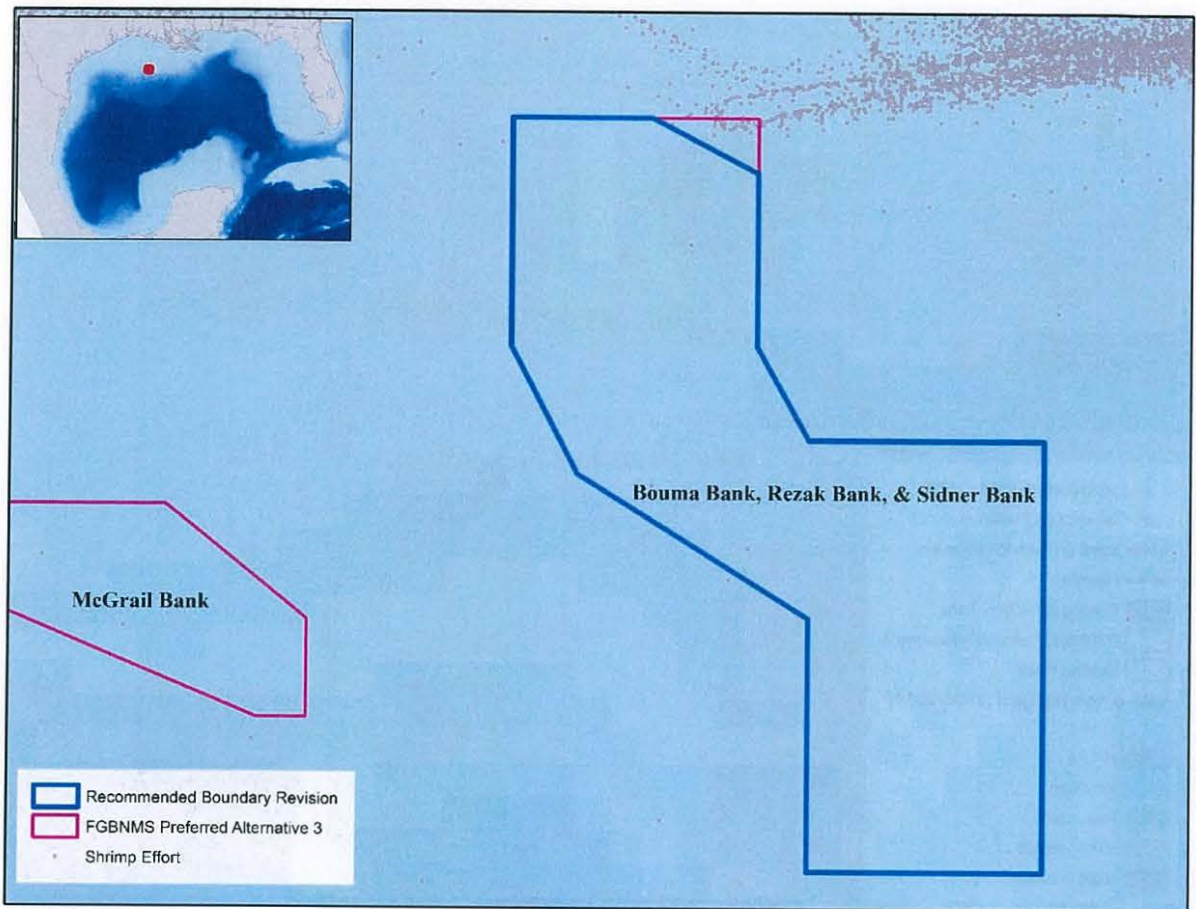 Bouma Bank, Rezak Bank, & Sidner Bank
McGrail Bank
Recommended Boundary Revision
FGBNMS Preferred Alternative 3
Shrimp Effort